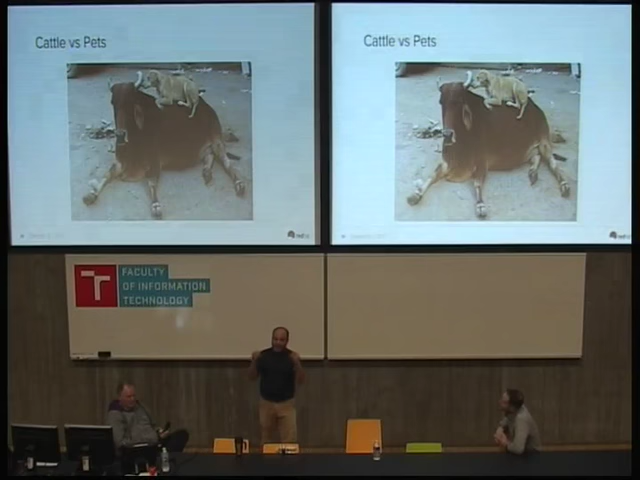 Cattle vs Pets
Cattle vs Pets
FACULTY
OF INFORMATION
TECHNOLOGY